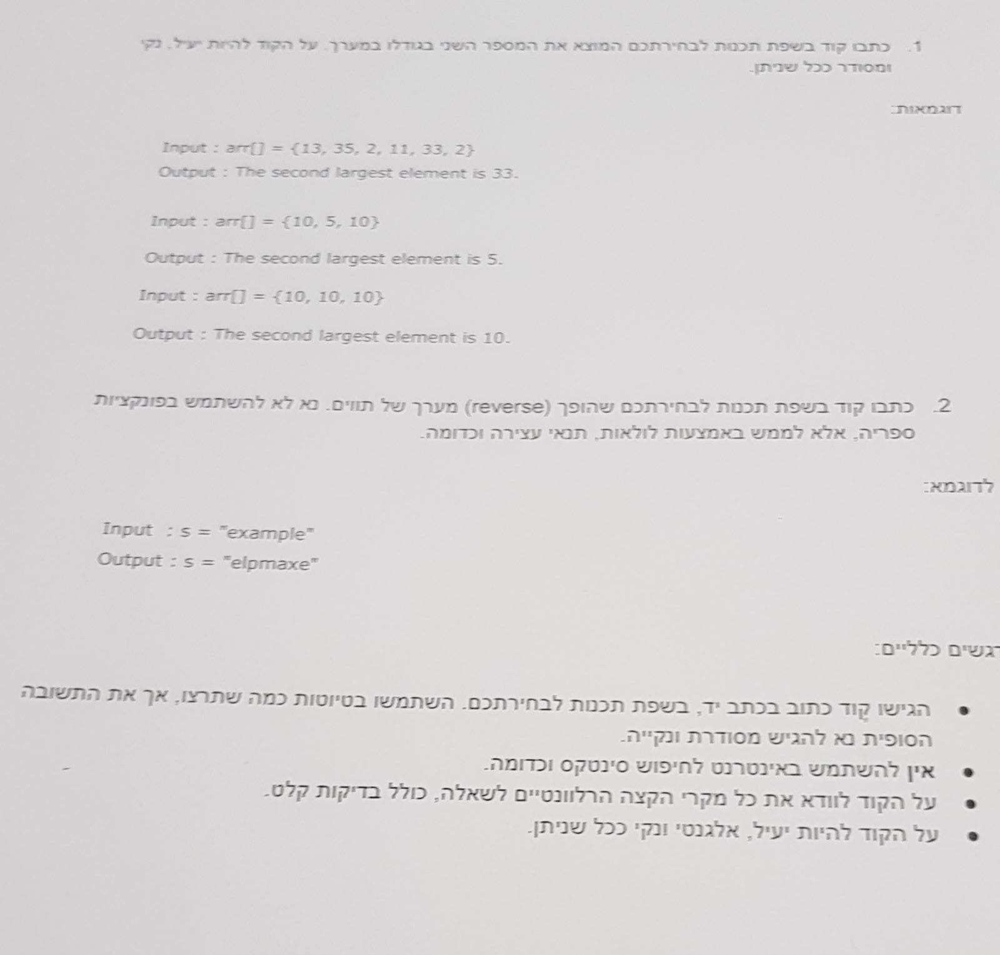 1. כתבו קוד בשפת תכנות לבחירתכם המוצא את המספר השני בגודלו במערך. על הקוד להיות יעיל, נקי
ומסודר ככל שניתן.
דוגמאות:
Input : arr[] = {13, 35, 2, 11, 33, 2}
Output : The second largest element is 33.
Input : arr[] = {10, 5, 10}
Output : The second largest element is 5.
Input : arr[] = {10, 10, 10}
Output : The second largest element is 10.
2. כתבו קוד בשפת תכנות לבחירתכם שהופך (reverse) מערך של תווים. נא לא להשתמש בפונקציות
ספריה, אלא לממש באמצעות לולאות, תנאי עצירה וכדומה.
לדוגמא:
Input : s = "example"
Output : s = "elpmaxe"
דגשים כלליים:
• הגישו קוד כתוב בכתב יד, בשפת תכנות לבחירתכם. השתמשו בטיוטות כמה שתרצו, אך את התשובה
הסופית נא להגיש מסודרת ונקייה.
• אין להשתמש באינטרנט לחיפוש סינטקס וכדומה.
• על הקוד לוודא את כל מקרי הקצה הרלוונטיים לשאלה, כולל בדיקות קלט.
• על הקוד להיות יעיל, אלגנטי ונקי ככל שניתן.